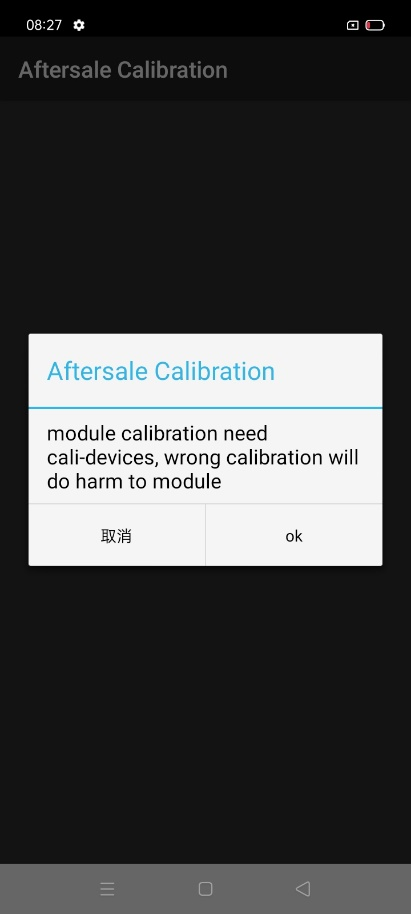 08:27
Aftersale Calibration
Aftersale Calibration
module calibration need
cali-devices, wrong calibration will
do harm to module
取消
ok